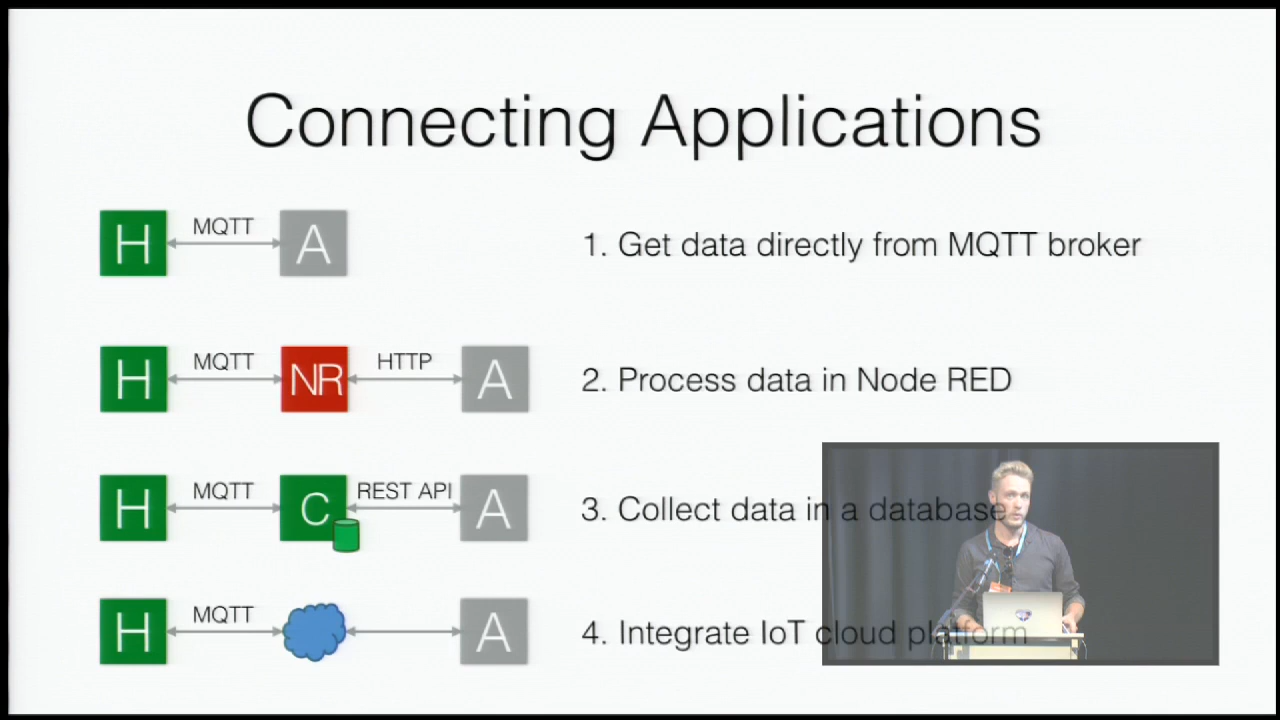 Connecting Applications
H MQTT A
1. Get data directly from MQTT broker
H MQTT NR HTTP A
2. Process data in Node RED
H MQTT C REST API A
3. Collect data in a database
H MQTT A
4. Integrate IoT cloud platform